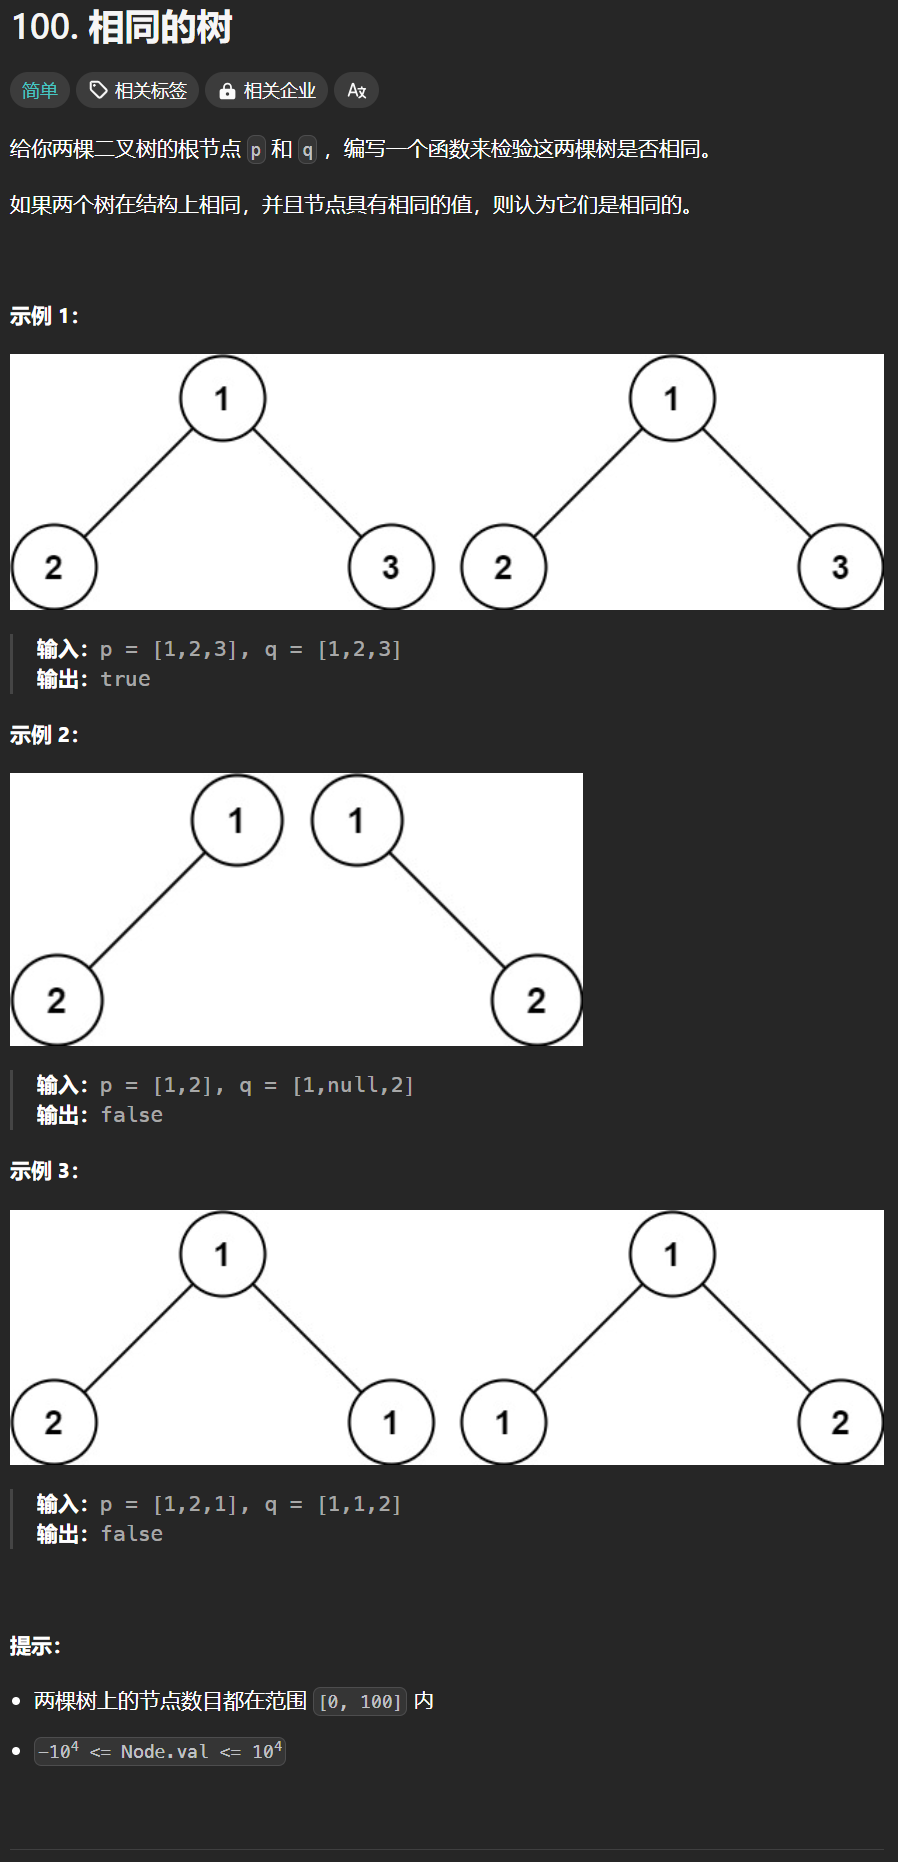 100. 相同的树
简单 相关标签 相关企业
给你两棵二叉树的根节点 p 和 q ，编写一个函数来检验这两棵树是否相同。
如果两个树在结构上相同，并且节点具有相同的值，则认为它们是相同的。
示例 1：
1 1
2 3 2 3
输入：p = [1,2,3], q = [1,2,3]
输出：true
示例 2：
1 1
2 2
输入：p = [1,2], q = [1,null,2]
输出：false
示例 3：
1 1
2 1 1 2
输入：p = [1,2,1], q = [1,1,2]
输出：false
提示：
• 两棵树上的节点数目都在范围 [0, 100] 内
• -10⁴ <= Node.val <= 10⁴